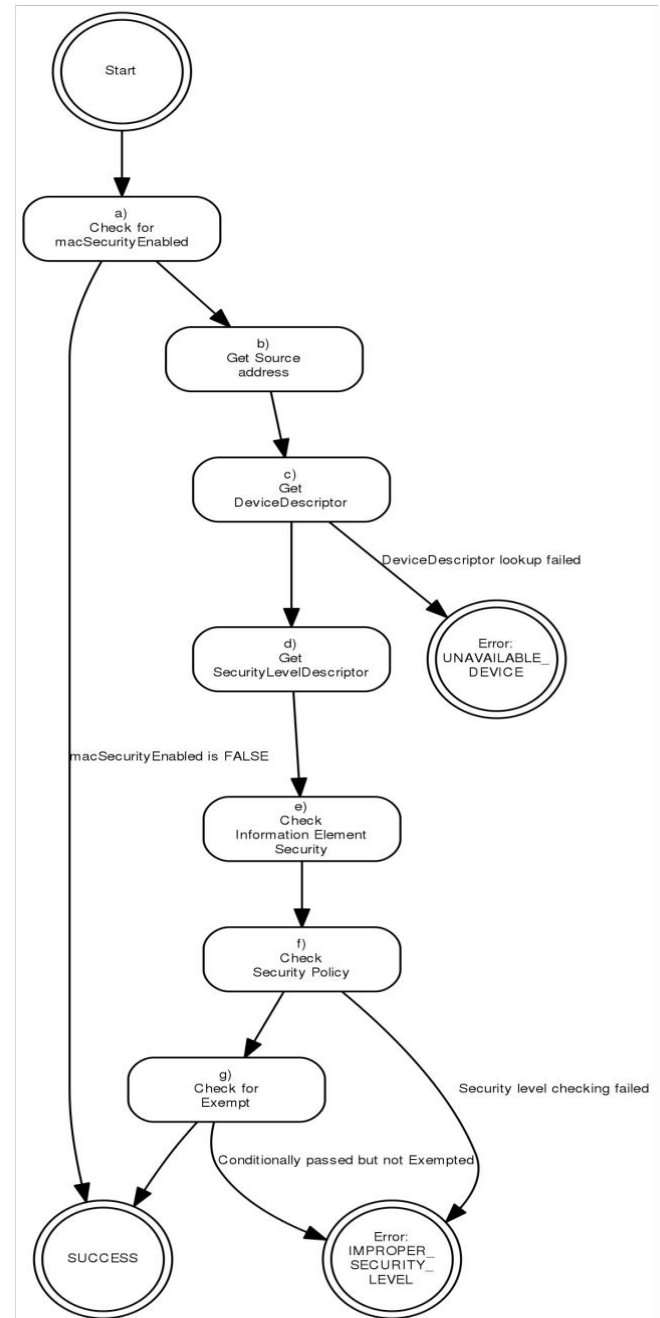 Start
a)
Check for
macSecurityEnabled
b)
Get Source
address
c)
Get
DeviceDescriptor
DeviceDescriptor lookup failed
Error:
UNAVAILABLE_
DEVICE
d)
Get
SecurityLevelDescriptor
macSecurityEnabled is FALSE
e)
Check
Information Element
Security
f)
Check
Security Policy
g)
Check for
Exempt
Security level checking failed
Conditionally passed but not Exempted
SUCCESS
Error:
IMPROPER_
SECURITY_
LEVEL